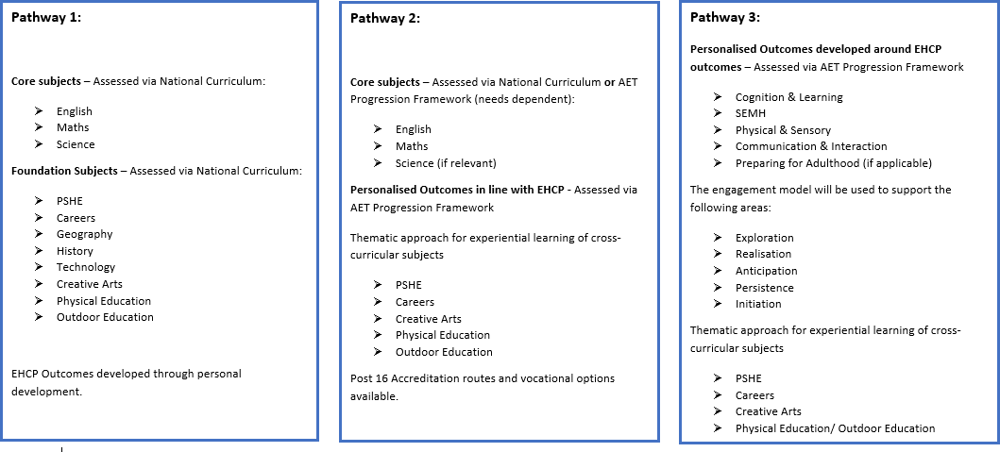 Pathway 1:
Core subjects – Assessed via National Curriculum:
➢ English
➢ Maths
➢ Science
Foundation Subjects – Assessed via National Curriculum:
➢ PSHE
➢ Careers
➢ Geography
➢ History
➢ Technology
➢ Creative Arts
➢ Physical Education
➢ Outdoor Education
EHCP Outcomes developed through personal
development.
Pathway 2:
Core subjects – Assessed via National Curriculum or AET
Progression Framework (needs dependent):
➢ English
➢ Maths
➢ Science (if relevant)
Personalised Outcomes in line with EHCP - Assessed via
AET Progression Framework
Thematic approach for experiential learning of cross-
curricular subjects
➢ PSHE
➢ Careers
➢ Creative Arts
➢ Physical Education
➢ Outdoor Education
Post 16 Accreditation routes and vocational options
available.
Pathway 3:
Personalised Outcomes developed around EHCP
outcomes – Assessed via AET Progression Framework
➢ Cognition & Learning
➢ SEMH
➢ Physical & Sensory
➢ Communication & Interaction
➢ Preparing for Adulthood (if applicable)
The engagement model will be used to support the
following areas:
➢ Exploration
➢ Realisation
➢ Anticipation
➢ Persistence
➢ Initiation
Thematic approach for experiential learning of cross-
curricular subjects
➢ PSHE
➢ Careers
➢ Creative Arts
➢ Physical Education/ Outdoor Education